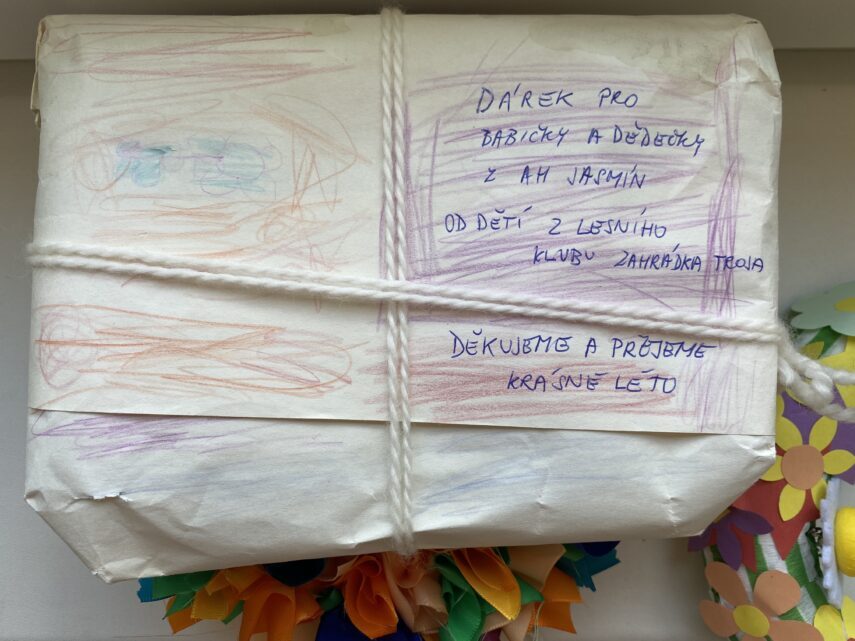 DÁREK PRO
BABIČKY A DĚDEČKY
Z AH JASMÍN
OD DĚTÍ Z LESNÍHO
KLUBU ZAHRÁDKA TROJA
DĚKUJEME A PŘEJEME
KRÁSNÉ LÉTO